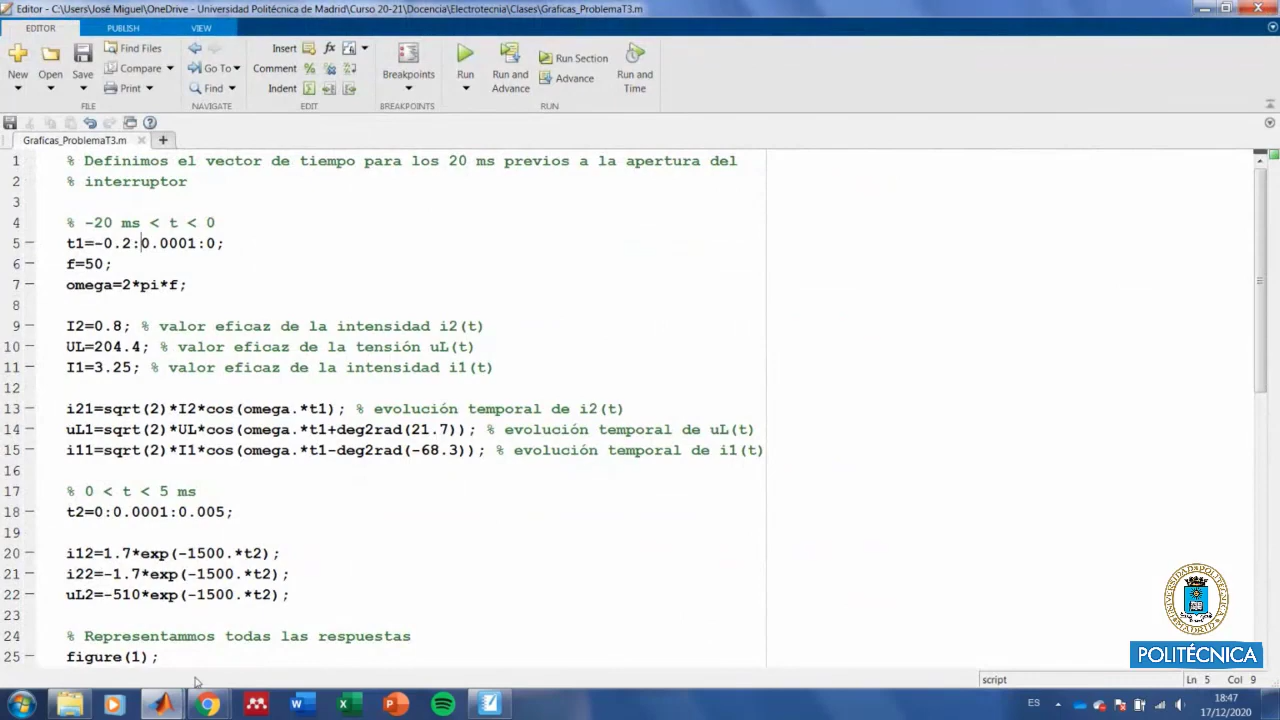 Editor - C:\Users\José Miguel\OneDrive - Universidad Politécnica de Madrid\Curso 20-21\Docencia\Electrotecnia\Clases\Graficas_ProblemaT3.m
EDITOR PUBLISH VIEW
New Open Save Find Files Compare Print
Go To Find
Insert fx Comment % Indent
Breakpoints
Run Run and Advance Run Section Advance Run and Time
FILE NAVIGATE EDIT BREAKPOINTS RUN
Graficas_ProblemaT3.m × +
1 % Definimos el vector de tiempo para los 20 ms previos a la apertura del
2 % interruptor
3
4 % -20 ms < t < 0
5 t1=-0.2:0.0001:0;
6 f=50;
7 omega=2*pi*f;
8
9 I2=0.8; % valor eficaz de la intensidad i2(t)
10 UL=204.4; % valor eficaz de la tensión uL(t)
11 I1=3.25; % valor eficaz de la intensidad i1(t)
12
13 i21=sqrt(2)*I2*cos(omega.*t1); % evolución temporal de i2(t)
14 uL1=sqrt(2)*UL*cos(omega.*t1+deg2rad(21.7)); % evolución temporal de uL(t)
15 i11=sqrt(2)*I1*cos(omega.*t1-deg2rad(-68.3)); % evolución temporal de i1(t)
16
17 % 0 < t < 5 ms
18 t2=0:0.0001:0.005;
19
20 i12=1.7*exp(-1500.*t2);
21 i22=-1.7*exp(-1500.*t2);
22 uL2=-510*exp(-1500.*t2);
23
24 % Representammos todas las respuestas
25 figure(1);
POLITÉCNICA
script Ln 5 Col 9
ES 18:47
17/12/2020